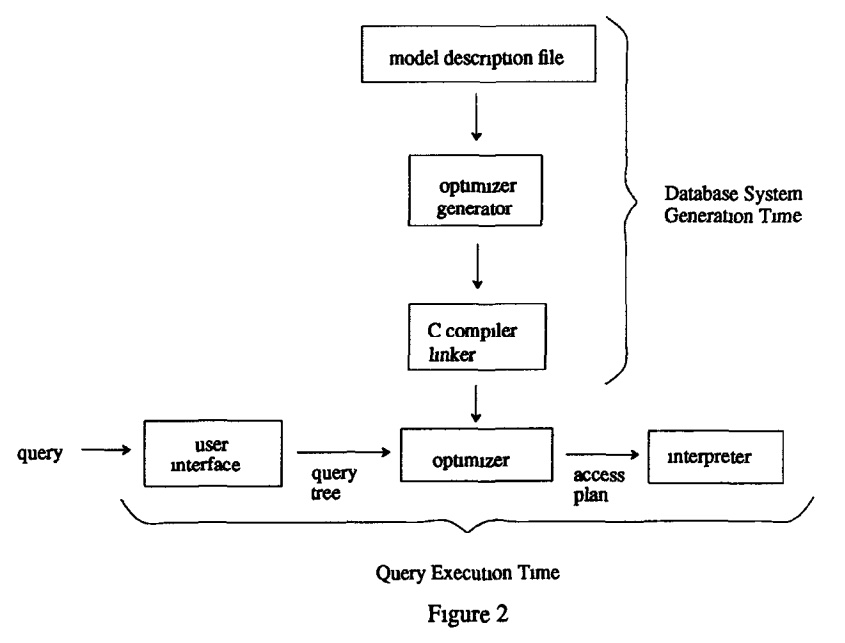 model description file
optimizer
generator
Database System
Generation Time
C compiler
linker
query
user
interface
query
tree
optimizer
access
plan
interpreter
Query Execution Time
Figure 2